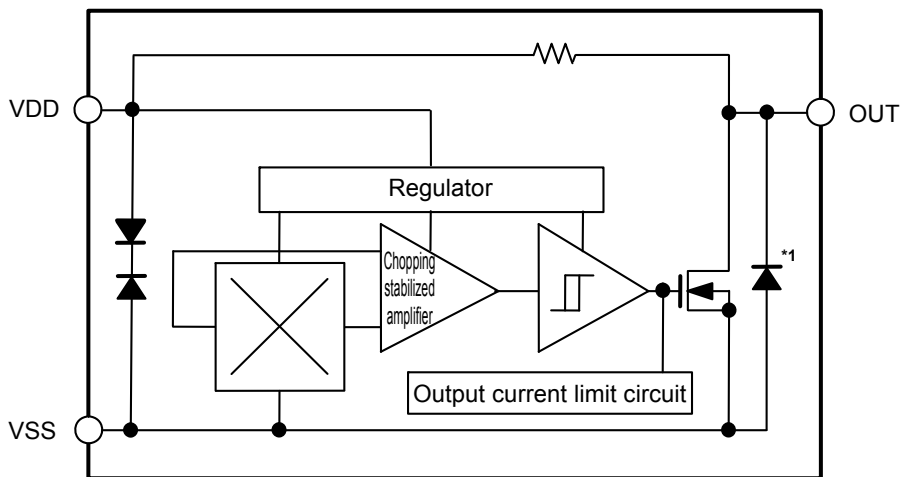 VDD
OUT
Regulator
Chopping
stabilized
amplifier
*1
Output current limit circuit
VSS